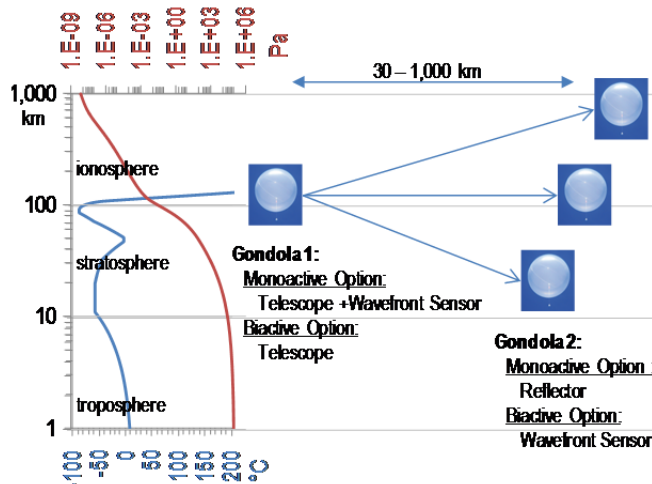 1.E-09
1.E-06
1.E-03
1.E+00
1.E+03
1.E+06
Pa
30 – 1,000 km
1,000
km
ionosphere
100
stratosphere
10
troposphere
1
-100
-50
0
50
100
150
200
°C
Gondola 1:
Monoactive Option:
Telescope +Wavefront Sensor
Biactive Option:
Telescope
Gondola 2:
Monoactive Option :
Reflector
Biactive Option:
Wavefront Sensor